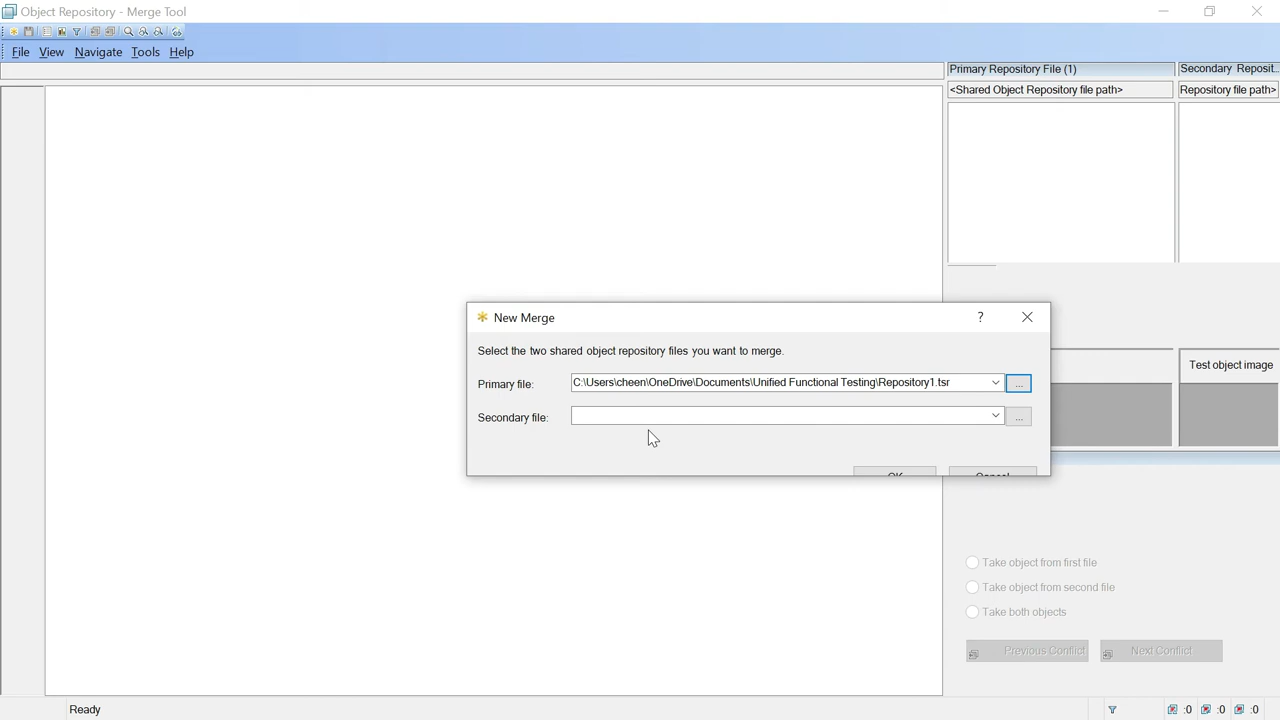 Object Repository - Merge Tool
File View Navigate Tools Help
Primary Repository File (1)
Secondary Reposit...
<Shared Object Repository file path>
Repository file path>
New Merge
?
Select the two shared object repository files you want to merge.
Primary file:
C:\Users\cheen\OneDrive\Documents\Unified Functional Testing\Repository1.tsr
...
Secondary file:
...
OK
Cancel
Test object image
Take object from first file
Take object from second file
Take both objects
Previous Conflict
Next Conflict
Ready
:0 :0 :0